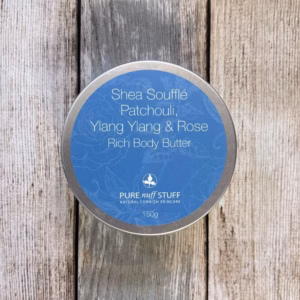 Shea Soufflé
Patchouli,
Ylang Ylang & Rose
Rich Body Butter
PURE nuff STUFF
NATURAL CORNISH SKINCARE
150g